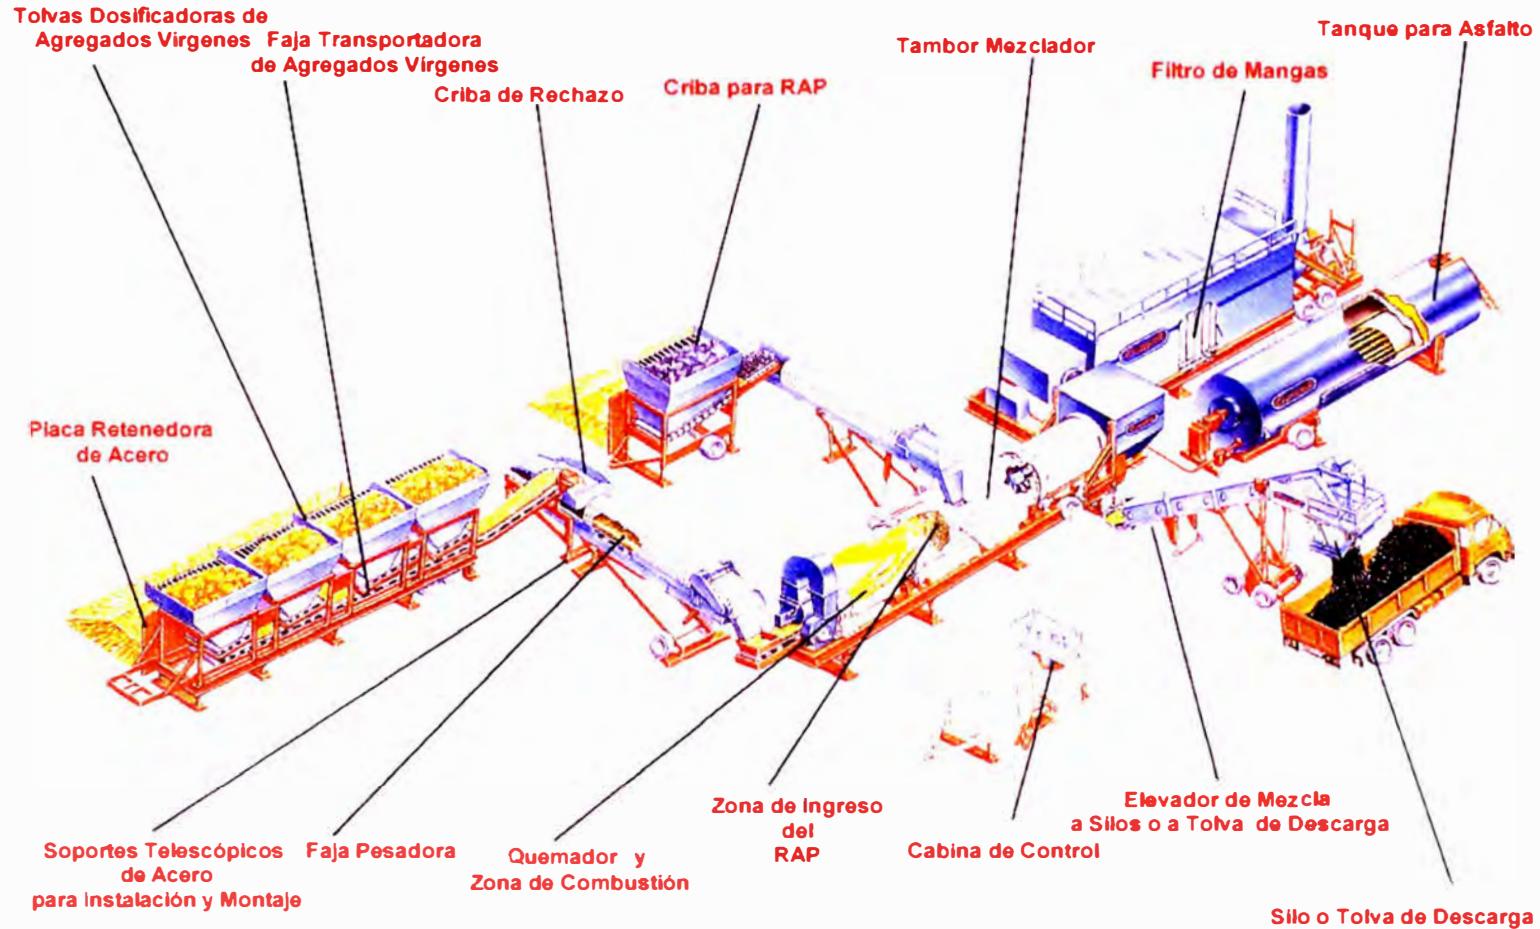 Tolvas Dosificadoras de
Agregados Virgenes
Faja Transportadora
de Agregados Vírgenes
Criba de Rechazo
Criba para RAP
Tambor Mezclador
Filtro de Mangas
Tanque para Asfalto
Placa Retenedora
de Acero
Soportes Telescópicos
de Acero
para Instalación y Montaje
Faja Pesadora
Quemador y
Zona de Combustión
Zona de Ingreso
del
RAP
Cabina de Control
Elevador de Mezcla
a Silos o a Tolva de Descarga
Silo o Tolva de Descarga